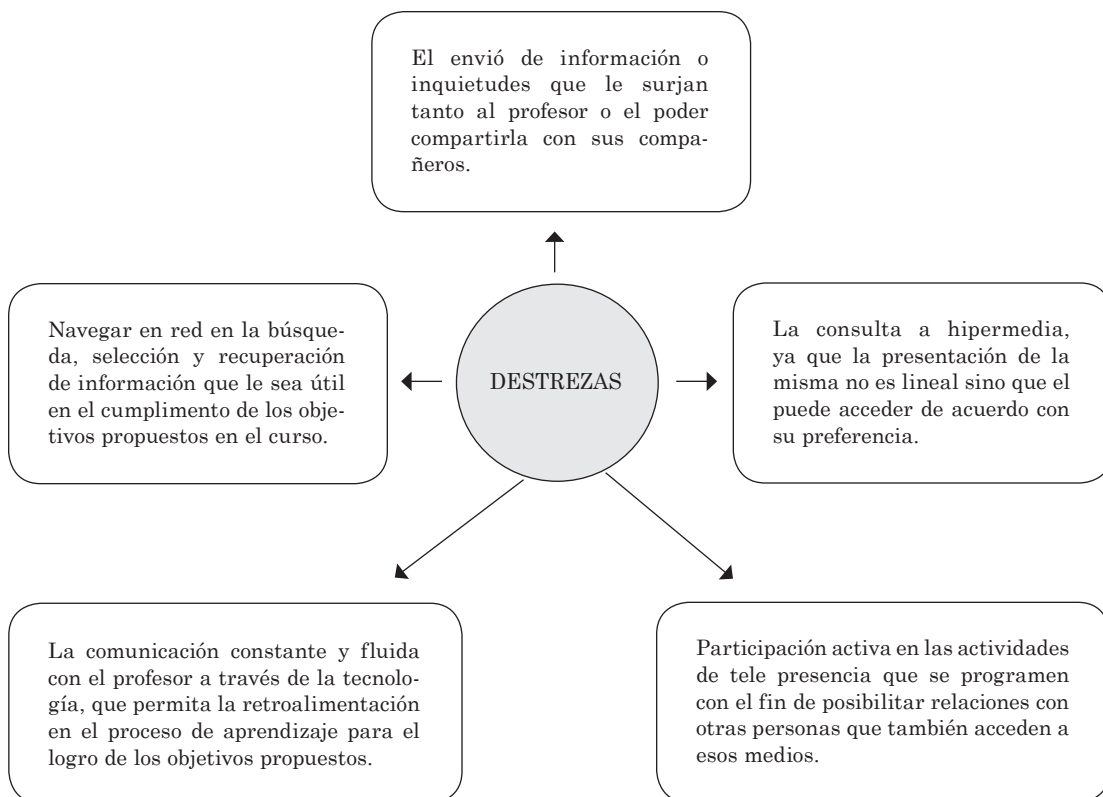 El envió de información o
inquietudes que le surjan
tanto al profesor o el poder
compartirla con sus compa-
ñeros.
Navegar en red en la búsque-
da, selección y recuperación
de información que le sea útil
en el cumplimento de los obje-
tivos propuestos en el curso.
DESTREZAS
La consulta a hipermedia,
ya que la presentación de la
misma no es lineal sino que el
puede acceder de acuerdo con
su preferencia.
La comunicación constante y fluida
con el profesor a través de la tecnolo-
gía, que permita la retroalimentación
en el proceso de aprendizaje para el
logro de los objetivos propuestos.
Participación activa en las actividades
de tele presencia que se programen
con el fin de posibilitar relaciones con
otras personas que también acceden a
esos medios.